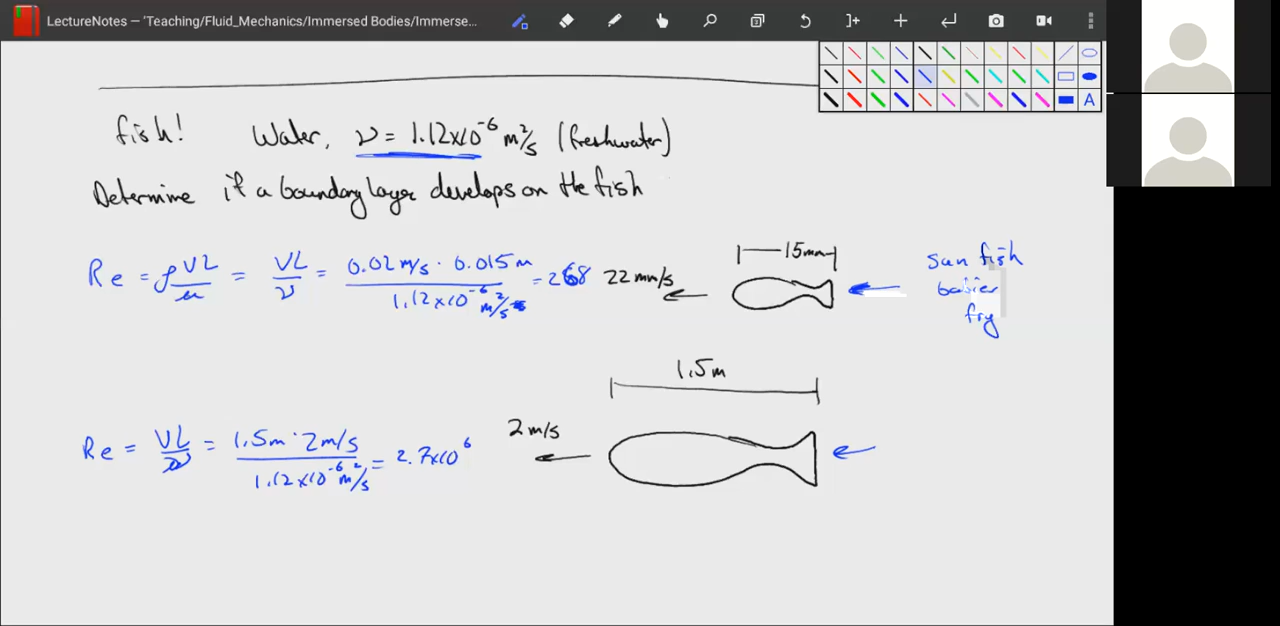 LectureNotes — 'Teaching/Fluid_Mechanics/Immersed Bodies/Immerse...
A
fish! Water, ν = 1.12x10⁻⁶ m²/s (freshwater)
Determine if a boundary layer develops on the fish
15mm
Re = ρVL/μ = VL/ν = 0.02 m/s · 0.015 m / 1.12x10⁻⁶ m²/s = 268
22 mm/s
Sun fish
babies
fry
1.5m
2 m/s
Re = VL/ν = 1.5m · 2m/s / 1.12x10⁻⁶ m²/s = 2.7x10⁶